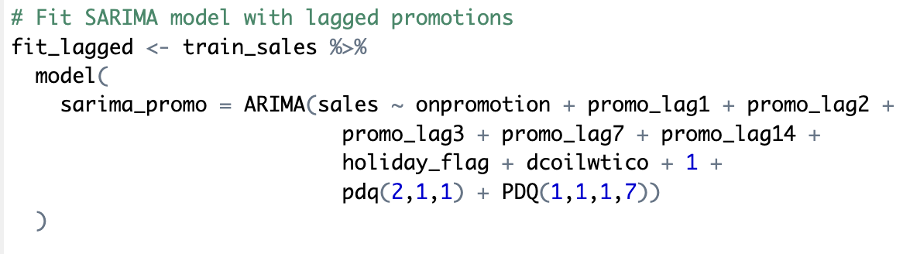 # Fit SARIMA model with lagged promotions
fit_lagged <- train_sales %>%
  model(
    sarima_promo = ARIMA(sales ~ onpromotion + promo_lag1 + promo_lag2 +
                           promo_lag3 + promo_lag7 + promo_lag14 +
                           holiday_flag + dcoilwtico + 1 +
                           pdq(2,1,1) + PDQ(1,1,1,7))
  )